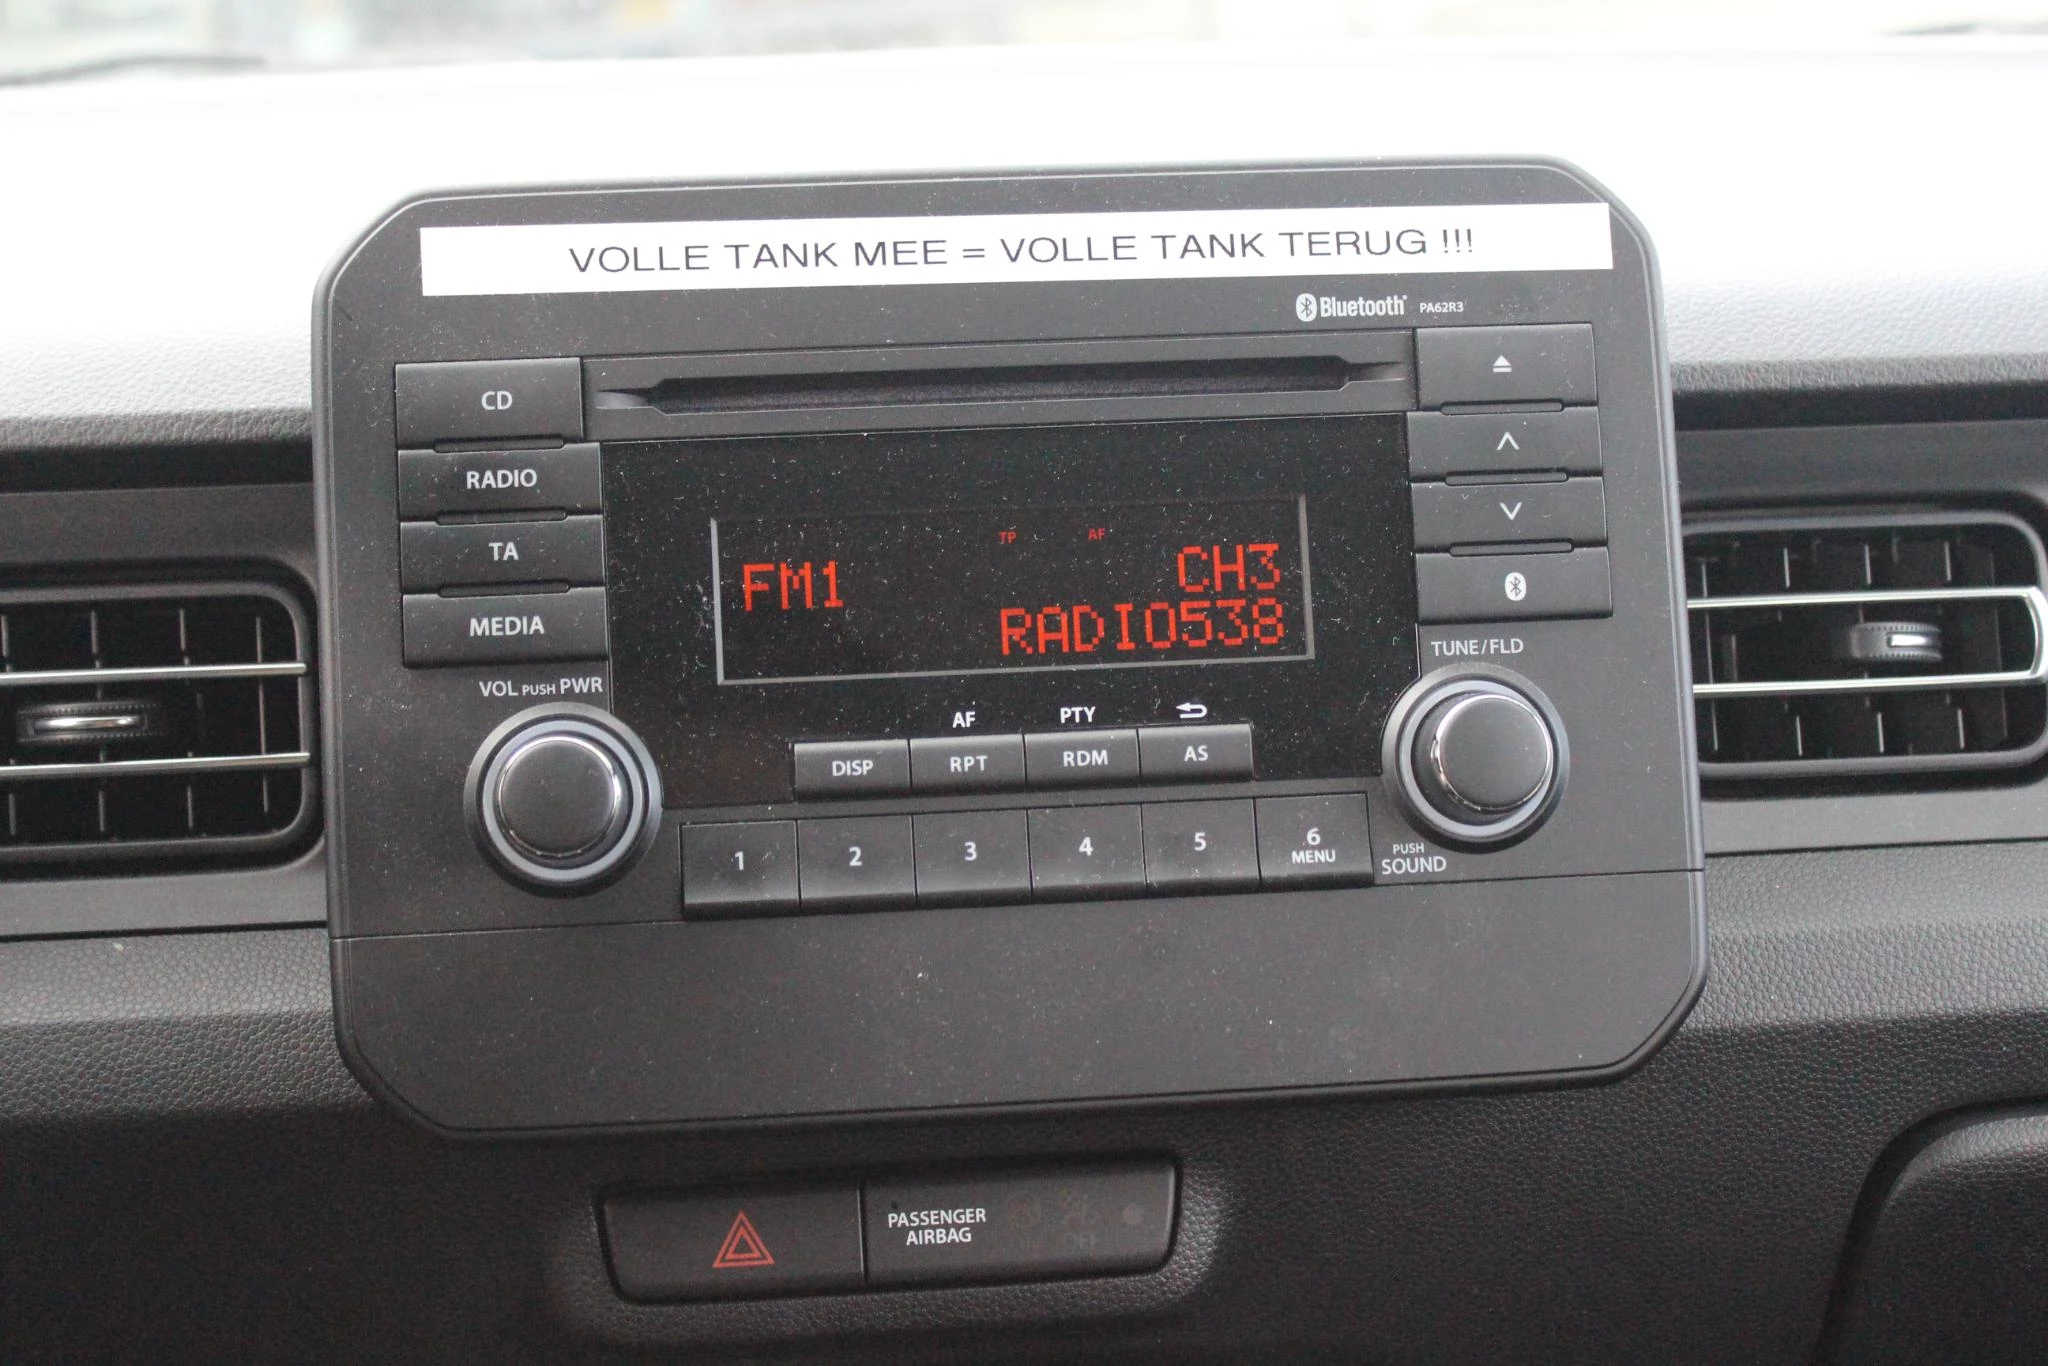 VOLLE TANK MEE = VOLLE TANK TERUG !!!
Bluetooth® PA62R3
CD
RADIO
TA
MEDIA
TP AF
FM1 CH3
RADIO538
VOL PUSH PWR
TUNE/FLD
AF PTY
DISP RPT RDM AS
1 2 3 4 5 6
MENU
PUSH
SOUND
PASSENGER
AIRBAG
OFF